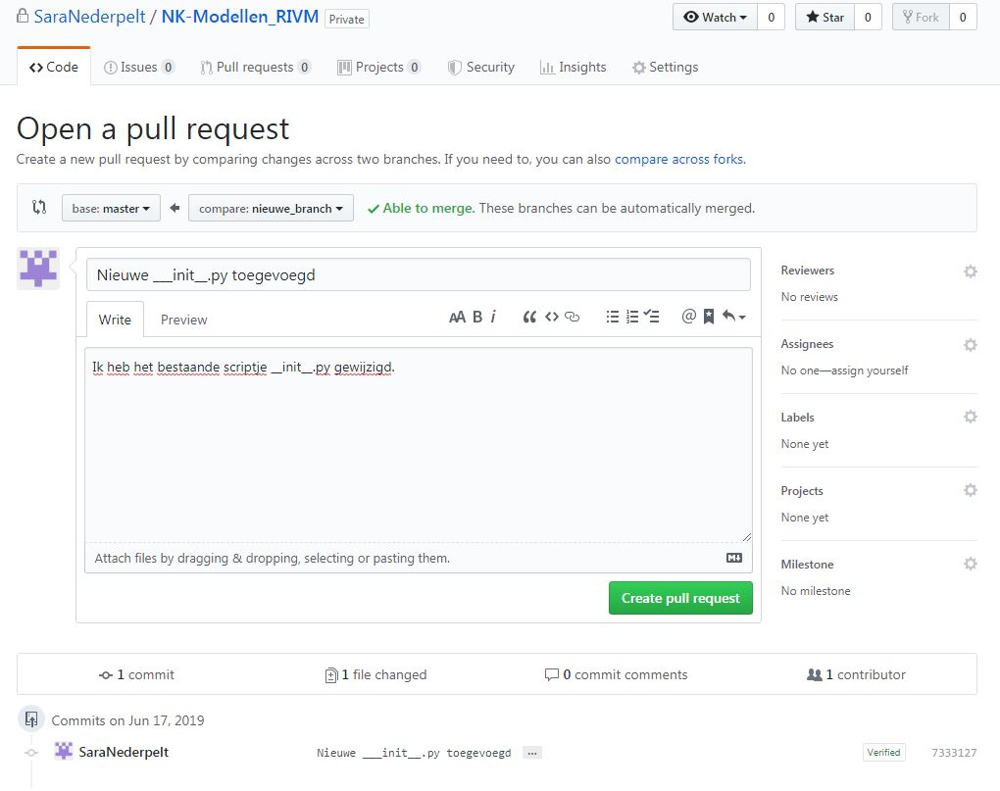 SaraNederpelt / NK-Modellen_RIVM Private Watch 0 Star 0 Fork 0
Code Issues 0 Pull requests 0 Projects 0 Security Insights Settings
Open a pull request
Create a new pull request by comparing changes across two branches. If you need to, you can also compare across forks.
base: master compare: nieuwe_branch Able to merge. These branches can be automatically merged.
Nieuwe ___init__.py toegevoegd
Write Preview AA B i
Ik heb het bestaande scriptje __init__.py gewijzigd.
Attach files by dragging & dropping, selecting or pasting them.
Create pull request
Reviewers
No reviews
Assignees
No one—assign yourself
Labels
None yet
Projects
None yet
Milestone
No milestone
1 commit 1 file changed 0 commit comments 1 contributor
Commits on Jun 17, 2019
SaraNederpelt Nieuwe ___init__.py toegevoegd ... Verified 7333127